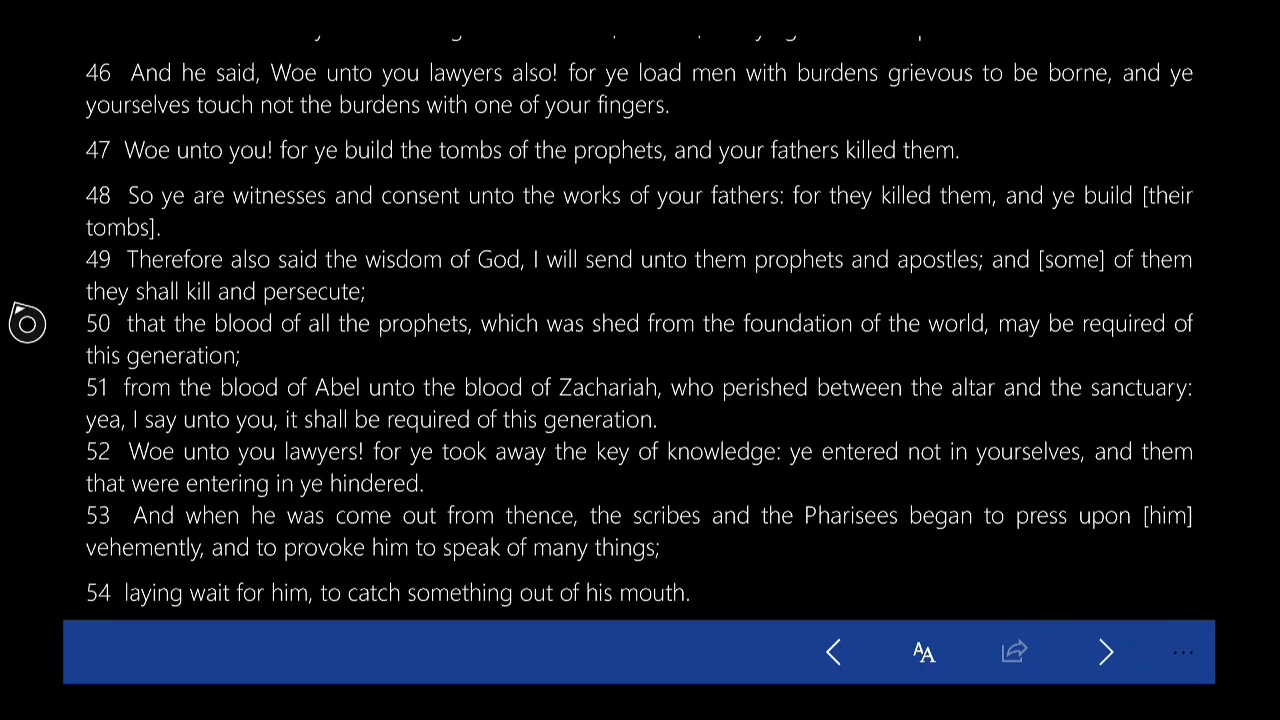 46 And he said, Woe unto you lawyers also! for ye load men with burdens grievous to be borne, and ye
yourselves touch not the burdens with one of your fingers.
47 Woe unto you! for ye build the tombs of the prophets, and your fathers killed them.
48 So ye are witnesses and consent unto the works of your fathers: for they killed them, and ye build [their
tombs].
49 Therefore also said the wisdom of God, I will send unto them prophets and apostles; and [some] of them
they shall kill and persecute;
50 that the blood of all the prophets, which was shed from the foundation of the world, may be required of
this generation;
51 from the blood of Abel unto the blood of Zachariah, who perished between the altar and the sanctuary:
yea, I say unto you, it shall be required of this generation.
52 Woe unto you lawyers! for ye took away the key of knowledge: ye entered not in yourselves, and them
that were entering in ye hindered.
53 And when he was come out from thence, the scribes and the Pharisees began to press upon [him]
vehemently, and to provoke him to speak of many things;
54 laying wait for him, to catch something out of his mouth.
AA